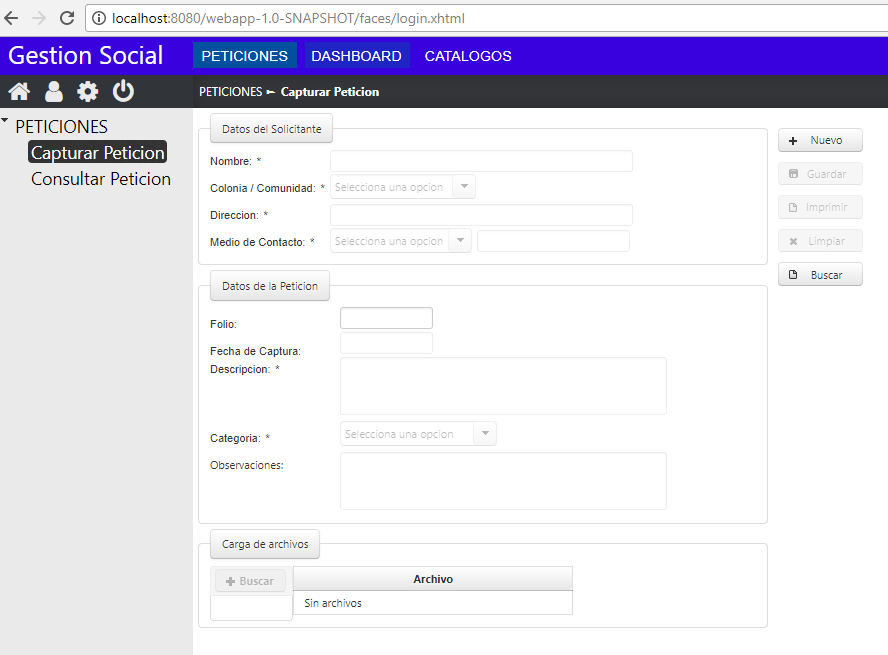 localhost:8080/webapp-1.0-SNAPSHOT/faces/login.xhtml
Gestion Social PETICIONES DASHBOARD CATALOGOS
PETICIONES ► Capturar Peticion
PETICIONES
Capturar Peticion
Consultar Peticion
Datos del Solicitante
Nombre: *
Colonia / Comunidad: * Selecciona una opcion
Direccion: *
Medio de Contacto: * Selecciona una opcion
Datos de la Peticion
Folio:
Fecha de Captura:
Descripcion: *
Categoria: * Selecciona una opcion
Observaciones:
Carga de archivos
+ Buscar Archivo
Sin archivos
+ Nuevo
Guardar
Imprimir
Limpiar
Buscar